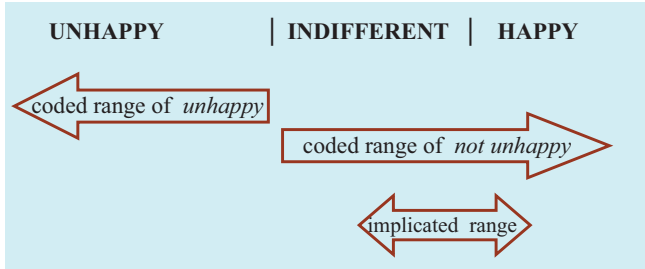 UNHAPPY | INDIFFERENT | HAPPY
coded range of unhappy
coded range of not unhappy
implicated range